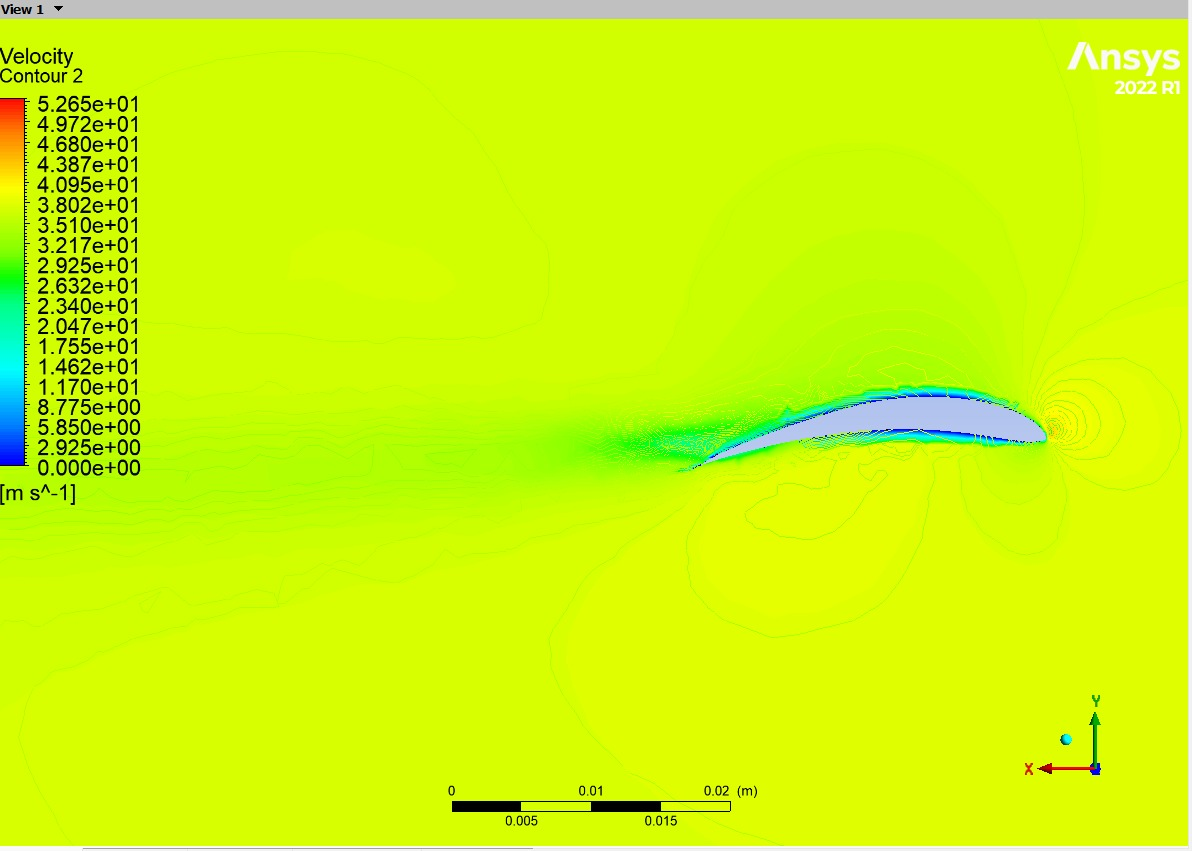 View 1
Velocity
Contour 2
5.265e+01
4.972e+01
4.680e+01
4.387e+01
4.095e+01
3.802e+01
3.510e+01
3.217e+01
2.925e+01
2.632e+01
2.340e+01
2.047e+01
1.755e+01
1.462e+01
1.170e+01
8.775e+00
5.850e+00
2.925e+00
0.000e+00
[m s^-1]
Ansys
2022 R1
Y
X
0 0.01 0.02 (m)
0.005 0.015